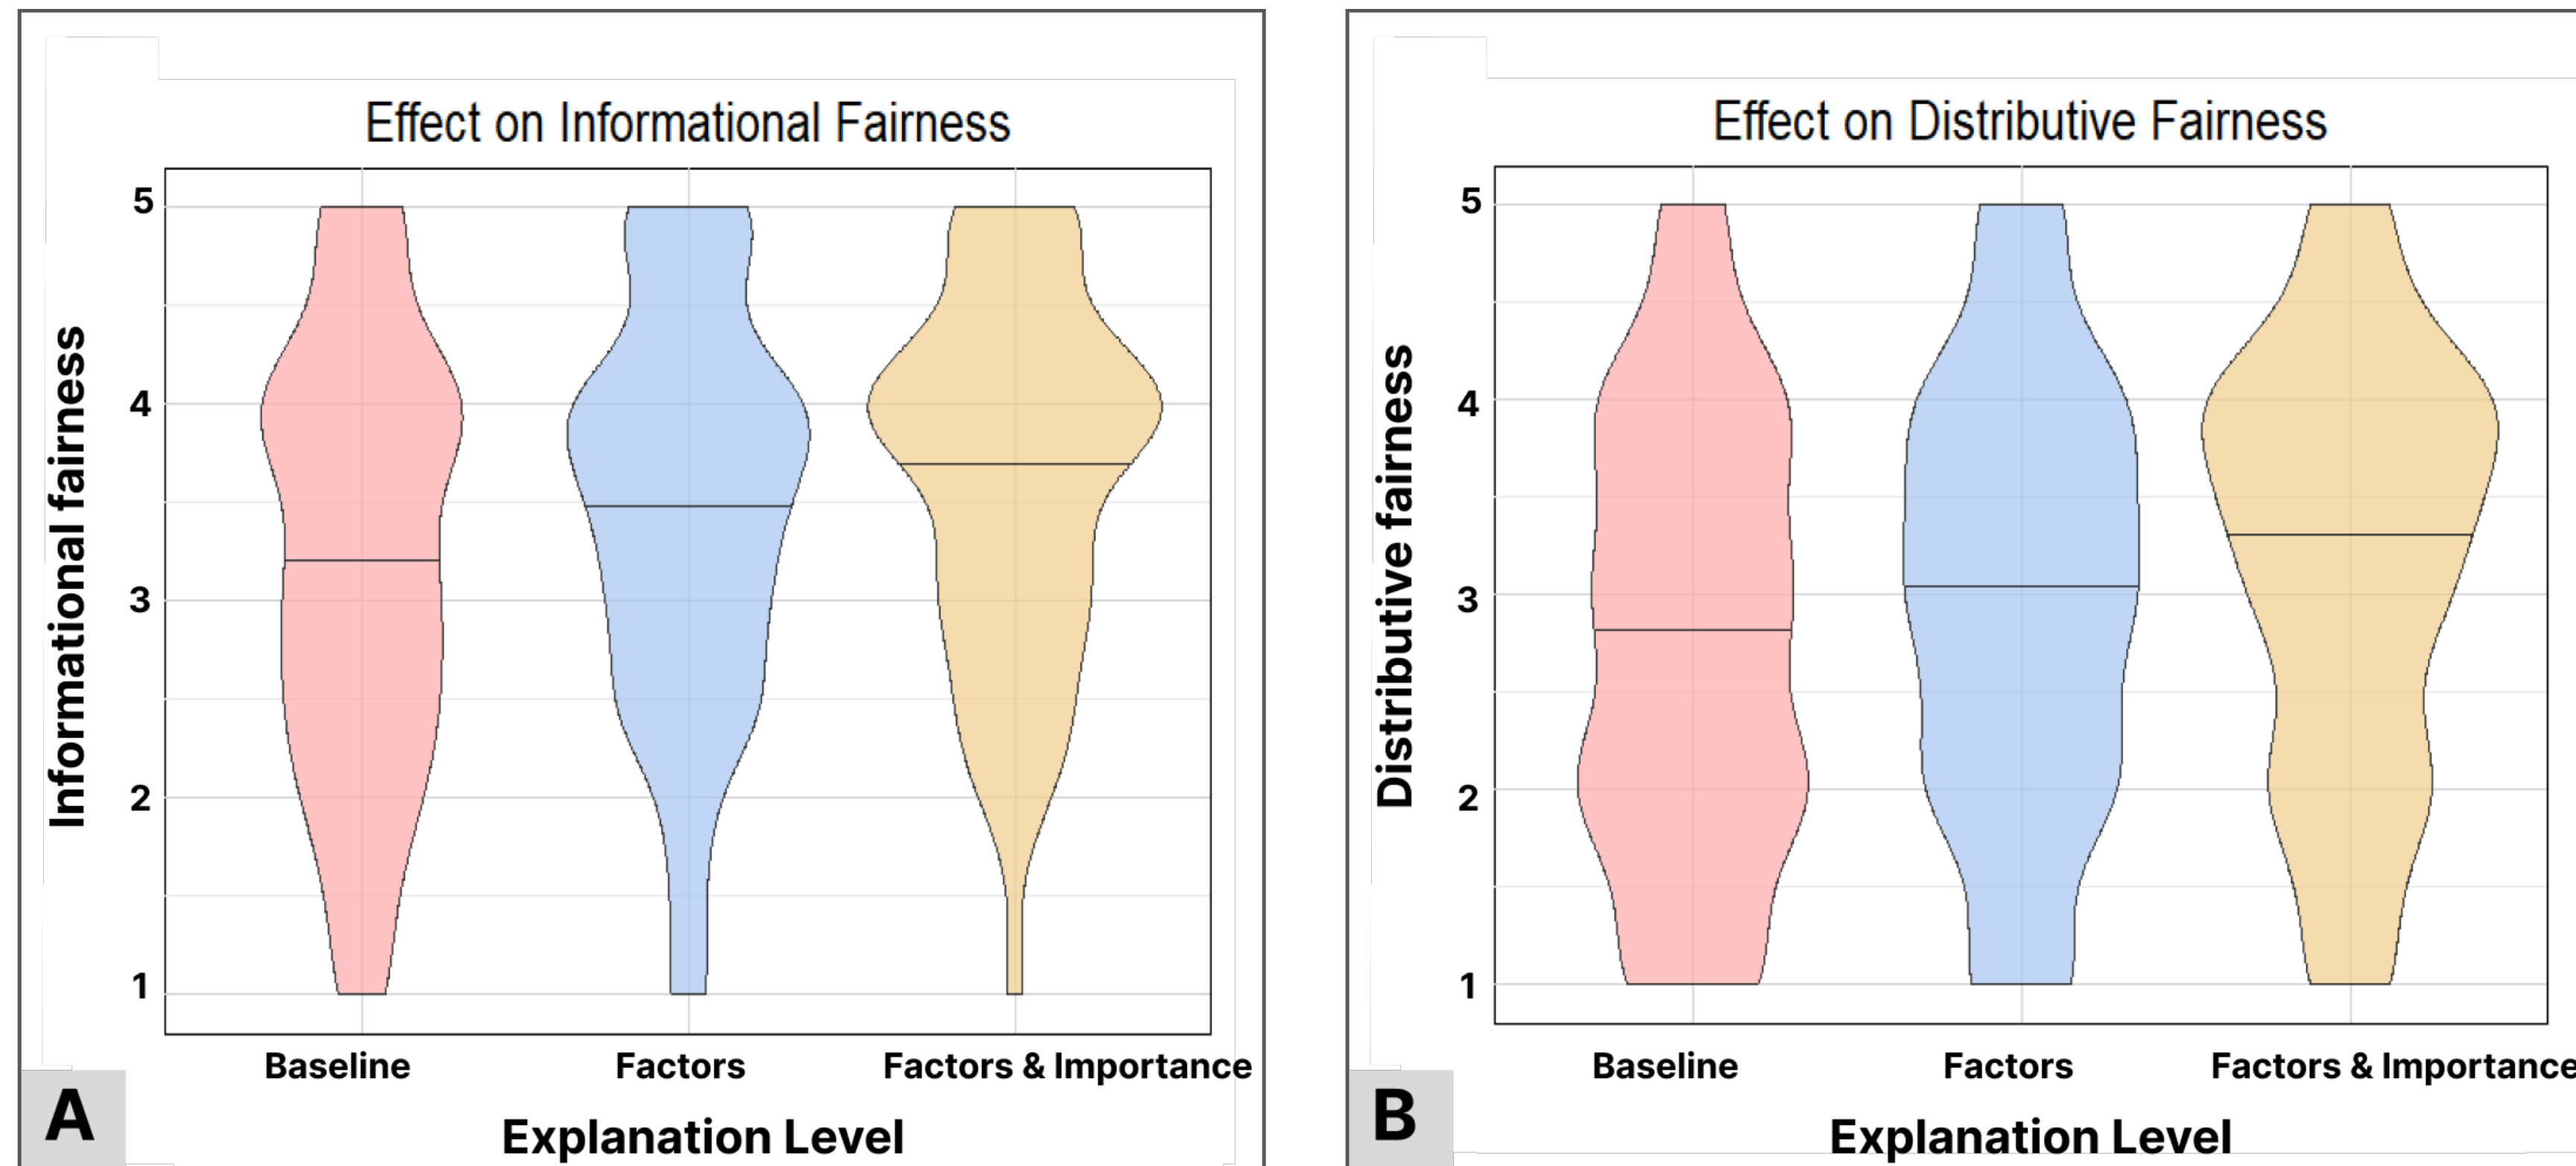 Effect on Informational Fairness
Informational fairness
5
4
3
2
1
Baseline Factors Factors & Importance
Explanation Level
A
Effect on Distributive Fairness
Distributive fairness
5
4
3
2
1
Baseline Factors Factors & Importance
Explanation Level
B